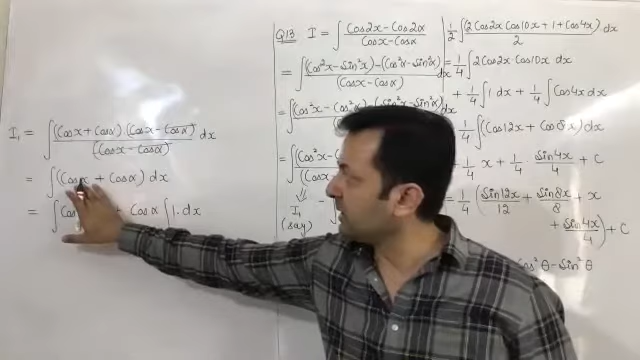 I₁ = ∫ (Cosx + Cosα) (Cosx - Cosα) / (Cosx - Cosα) dx
= ∫ (Cosx + Cosα) dx
= ∫ Cos + Cosα ∫ 1. dx
Q13 I = ∫ Cos2x - Cos2α / Cosx - Cosα
= ∫ (Cos²x - Sin²x) - (Cos²α - Sin²α) / (Cosx - Cosα) dx
= ∫ (Cos²x - Cos²α) - (Sin²x - Sin²α) dx
= ∫ (Cos²x - Cos
I₁ -
(say)
1/2 ∫ (2Cos2x Cos10x + 1 + Cos4x) / 2 dx
= 1/4 ∫ 2Cos2x Cos10x dx
+ 1/4 ∫ 1 dx + 1/4 ∫ Cos4x dx
1/4 ∫ (Cos12x + Cos8x) dx
+ 1/4 x + 1/4 . Sin4x / 4 + C
= 1/4 ( Sin12x / 12 + Sin8x / 8 + x
+ Sin4x / 4 ) + C
Cos²θ - Sin²θ